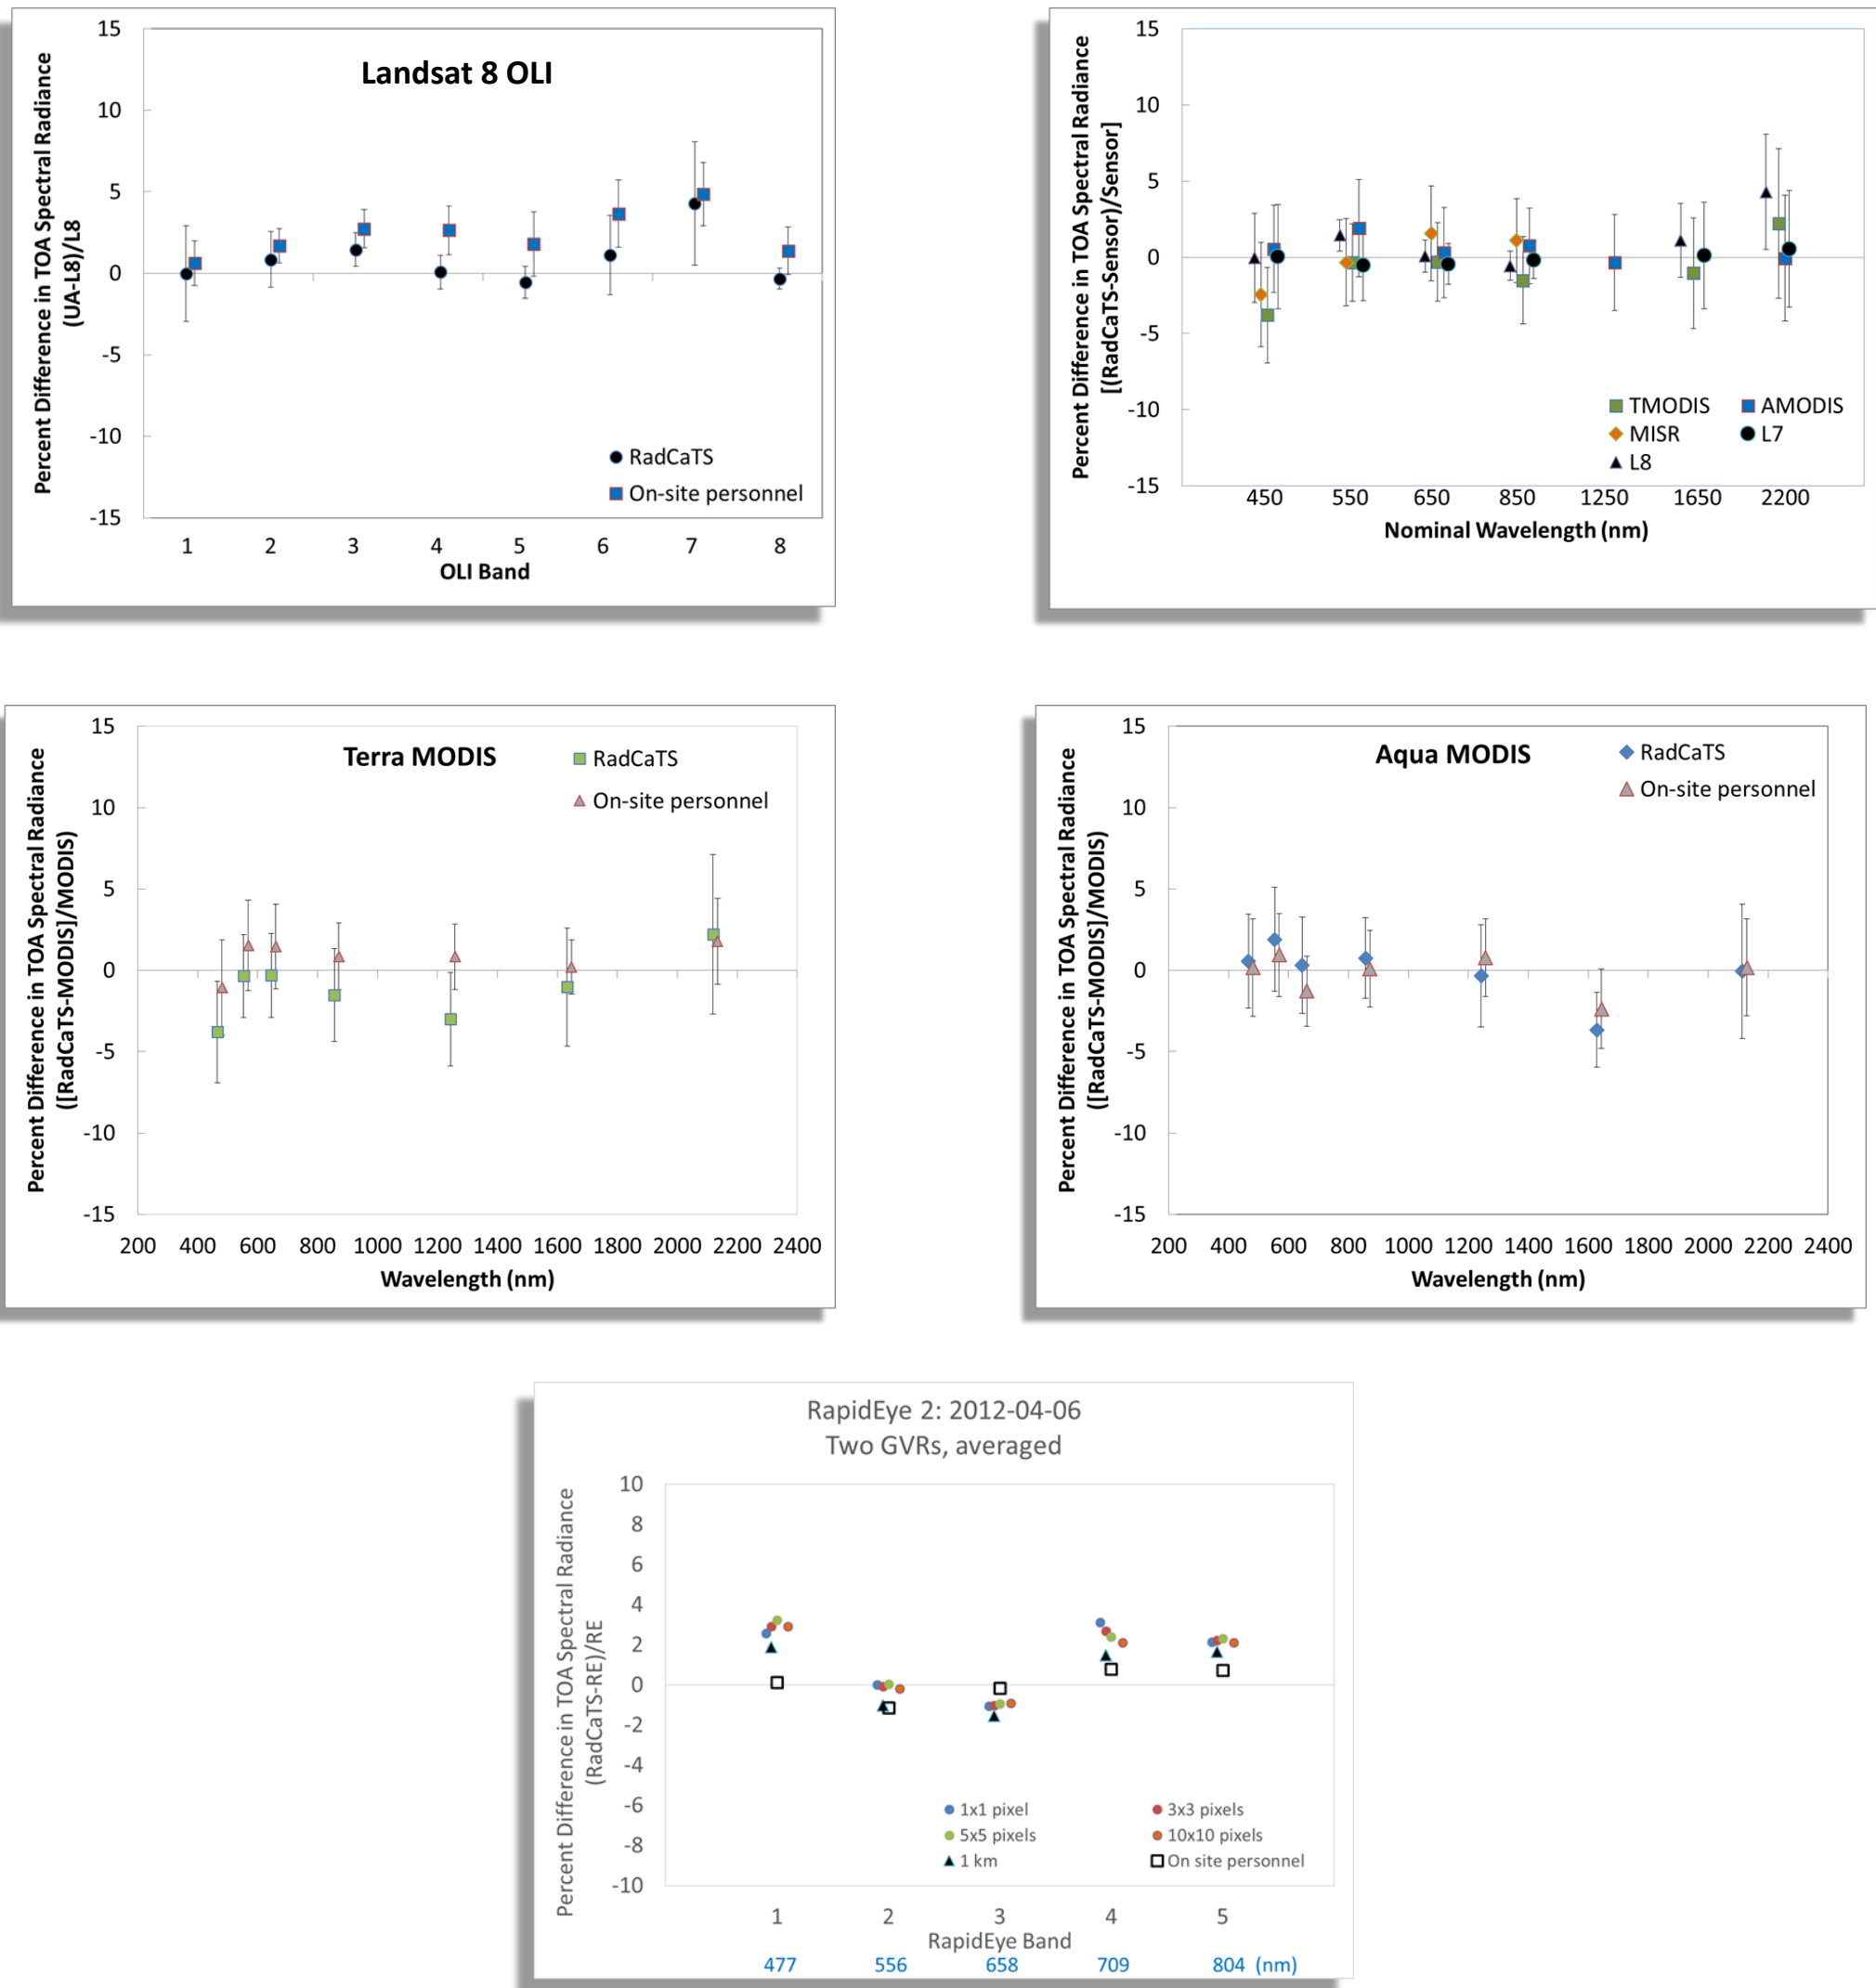 Landsat 8 OLI
Percent Difference in TOA Spectral Radiance
(UA-L8)/L8
15
10
5
0
-5
-10
-15
RadCaTS
On-site personnel
1 2 3 4 5 6 7 8
OLI Band
Percent Difference in TOA Spectral Radiance
[(RadCaTS-Sensor)/Sensor]
15
10
5
0
-5
-10
-15
TMODIS AMODIS
MISR L7
L8
450 550 650 850 1250 1650 2200
Nominal Wavelength (nm)
Terra MODIS
RadCaTS
On-site personnel
Percent Difference in TOA Spectral Radiance
([RadCaTS-MODIS]/MODIS)
15
10
5
0
-5
-10
-15
200 400 600 800 1000 1200 1400 1600 1800 2000 2200 2400
Wavelength (nm)
Aqua MODIS
RadCaTS
On-site personnel
Percent Difference in TOA Spectral Radiance
([RadCaTS-MODIS]/MODIS)
15
10
5
0
-5
-10
-15
200 400 600 800 1000 1200 1400 1600 1800 2000 2200 2400
Wavelength (nm)
RapidEye 2: 2012-04-06
Two GVRs, averaged
Percent Difference in TOA Spectral Radiance
(RadCaTS-RE)/RE
10
8
6
4
2
0
-2
-4
-6
-8
-10
1x1 pixel 3x3 pixels
5x5 pixels 10x10 pixels
1 km On site personnel
1 2 3 4 5
RapidEye Band
477 556 658 709 804 (nm)